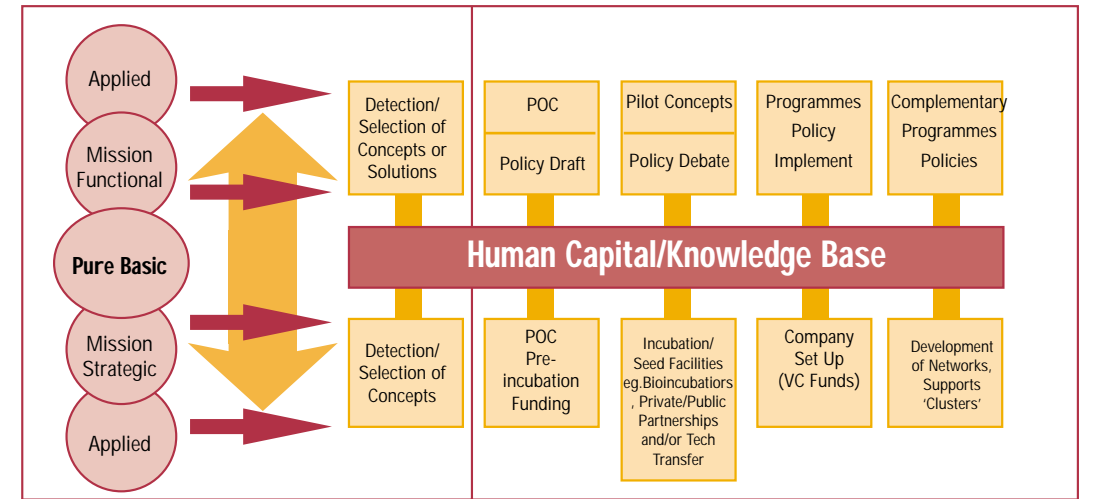 Applied
Mission
Functional
Pure Basic
Mission
Strategic
Applied
Detection/
Selection of
Concepts or
Solutions
POC
Policy Draft
Pilot Concepts
Policy Debate
Programmes
Policy
Implement
Complementary
Programmes
Policies
Human Capital/Knowledge Base
Detection/
Selection of
Concepts
POC
Pre-
incubation
Funding
Incubation/
Seed Facilities
eg.Bioincubatiors
, Private/Public
Partnerships
and/or Tech
Transfer
Company
Set Up
(VC Funds)
Development
of Networks,
Supports
'Clusters'